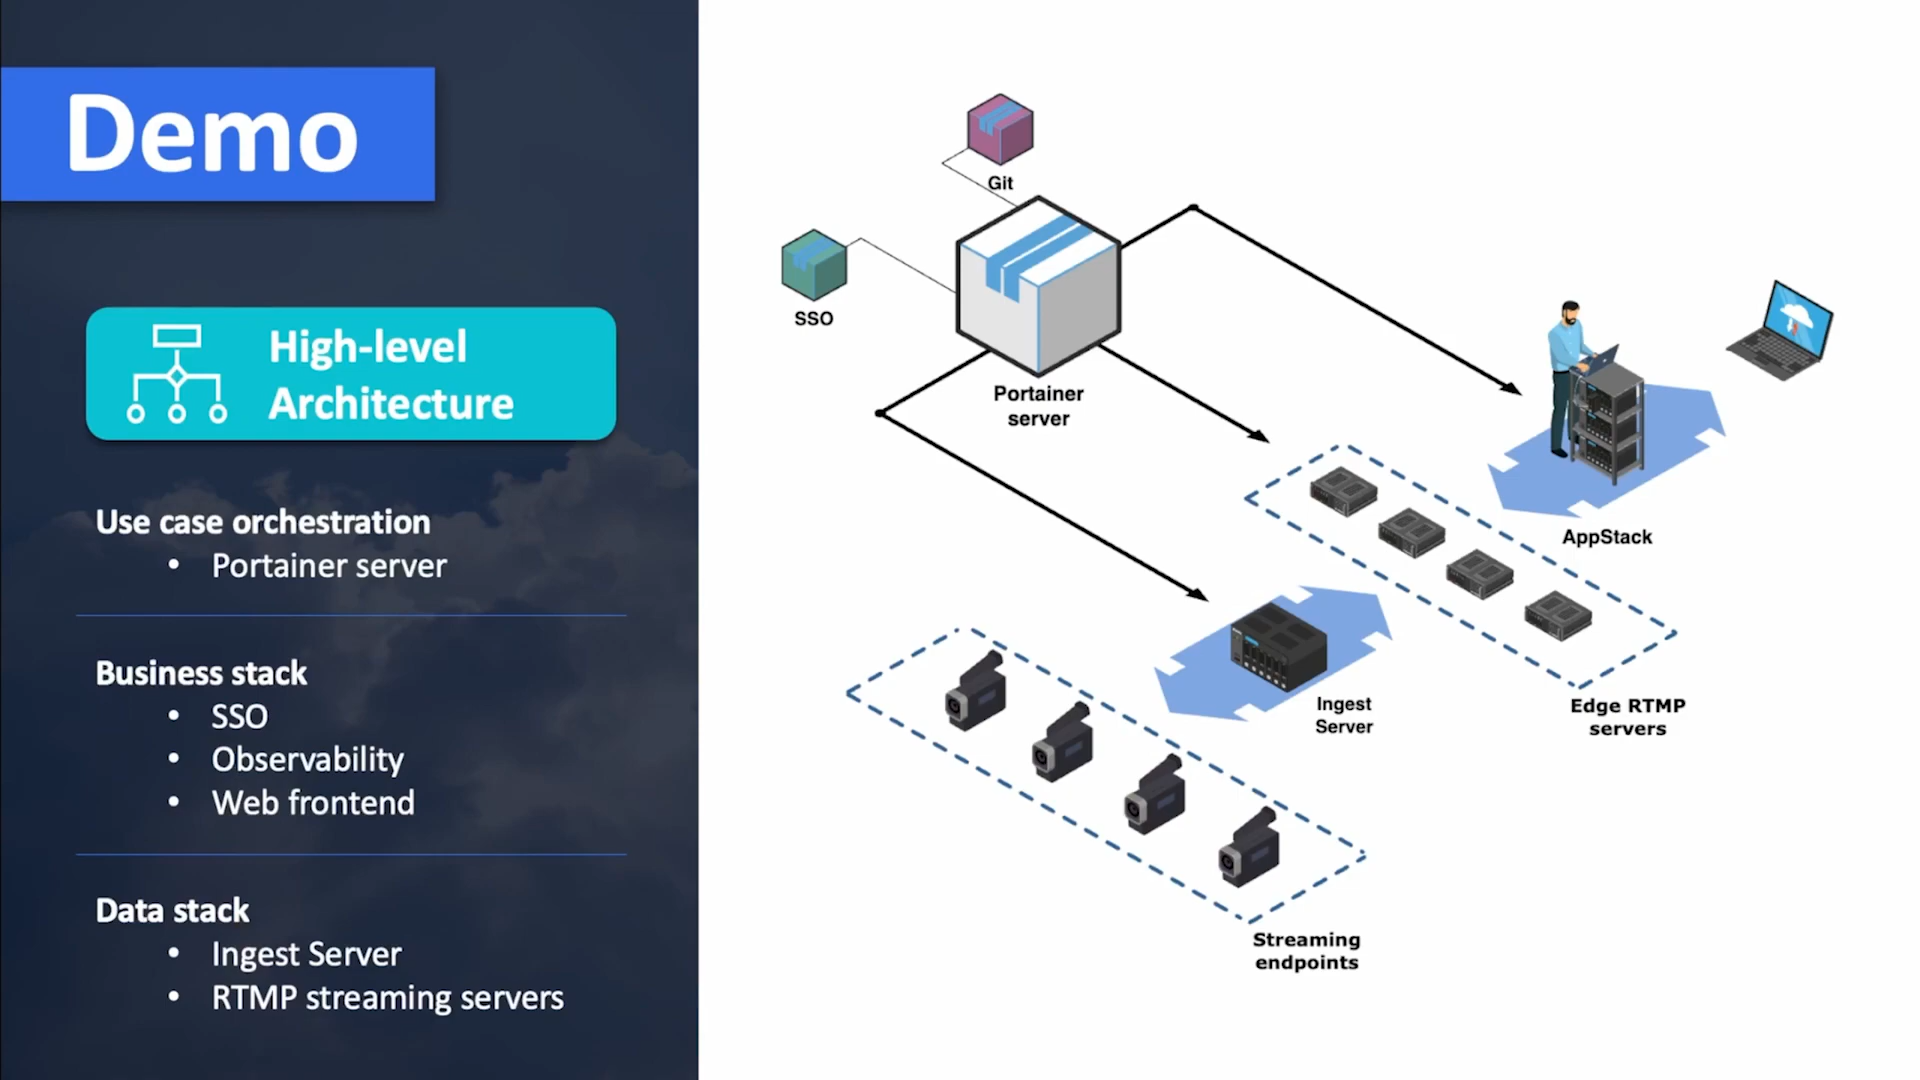 Demo
High-level
Architecture
Use case orchestration
• Portainer server
Business stack
• SSO
• Observability
• Web frontend
Data stack
• Ingest Server
• RTMP streaming servers
Git
SSO
Portainer
server
AppStack
Ingest
Server
Edge RTMP
servers
Streaming
endpoints